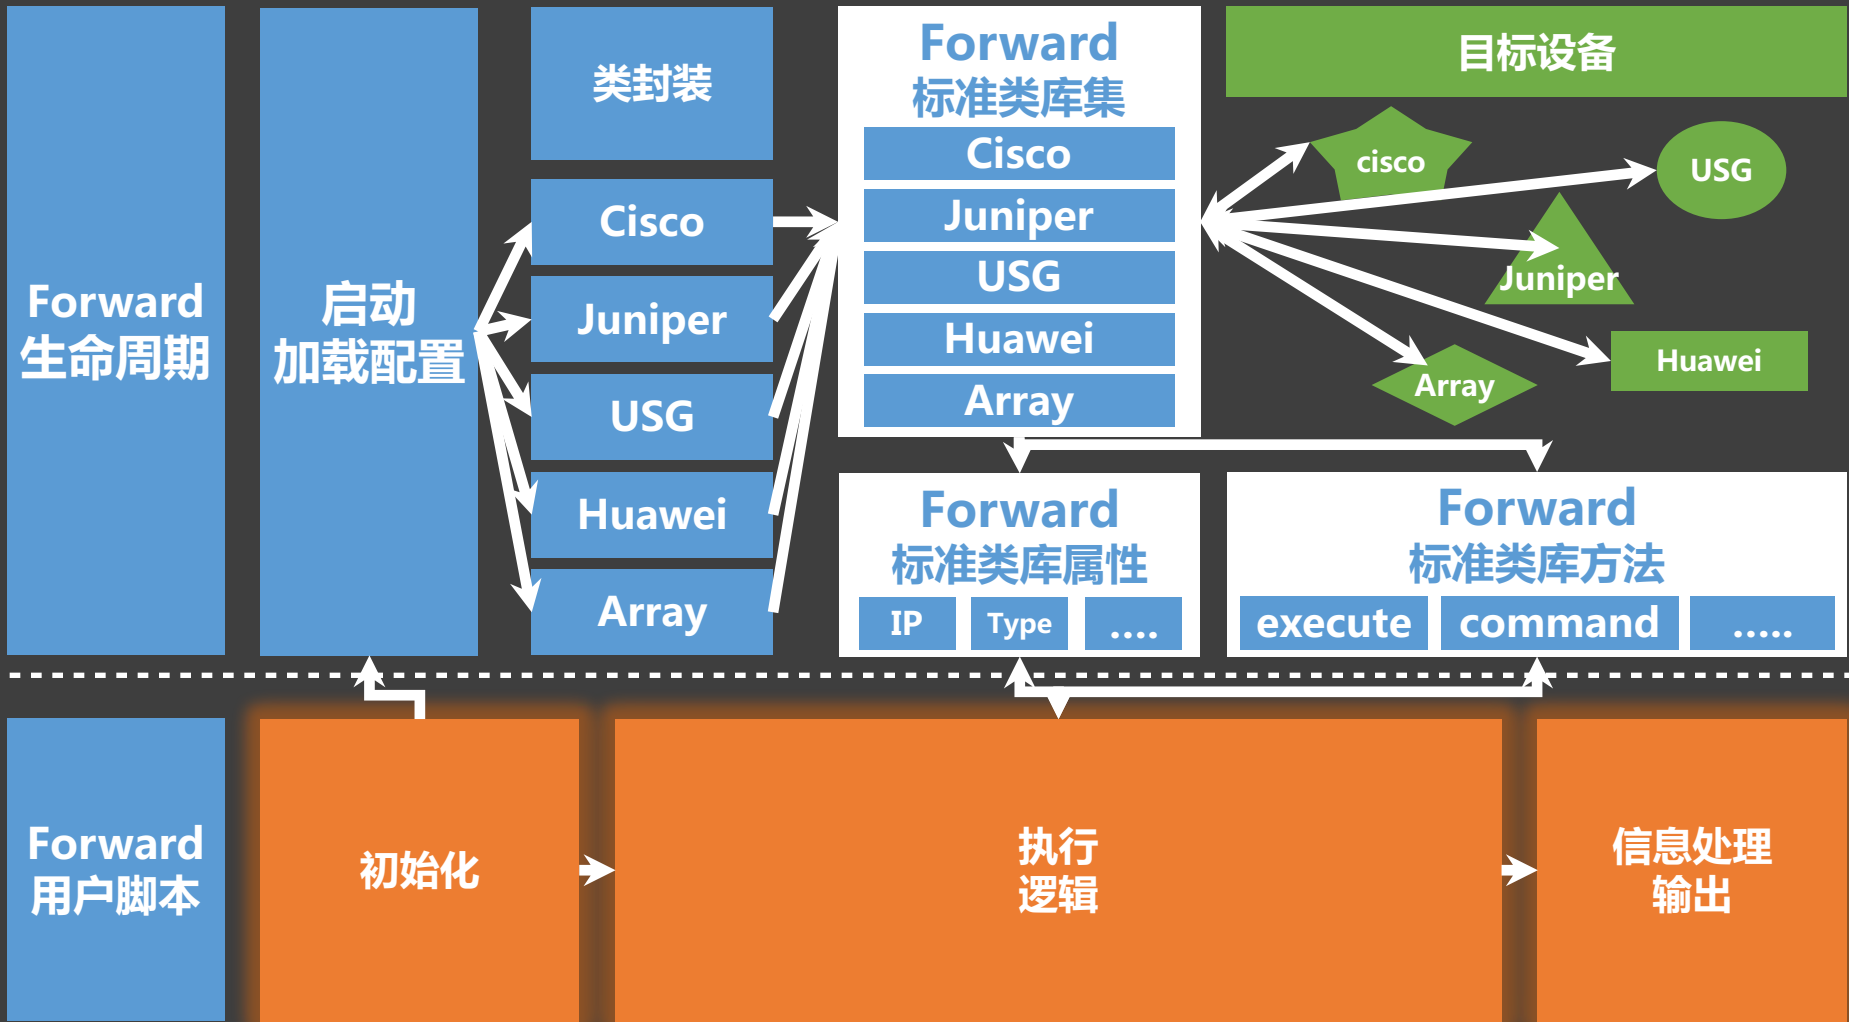 Forward
生命周期
启动
加载配置
类封装
Cisco
Juniper
USG
Huawei
Array
Forward
标准类库集
Cisco
Juniper
USG
Huawei
Array
目标设备
cisco
USG
Juniper
Huawei
Array
Forward
标准类库属性
IP
Type
....
Forward
标准类库方法
execute
command
.....
Forward
用户脚本
初始化
执行
逻辑
信息处理
输出